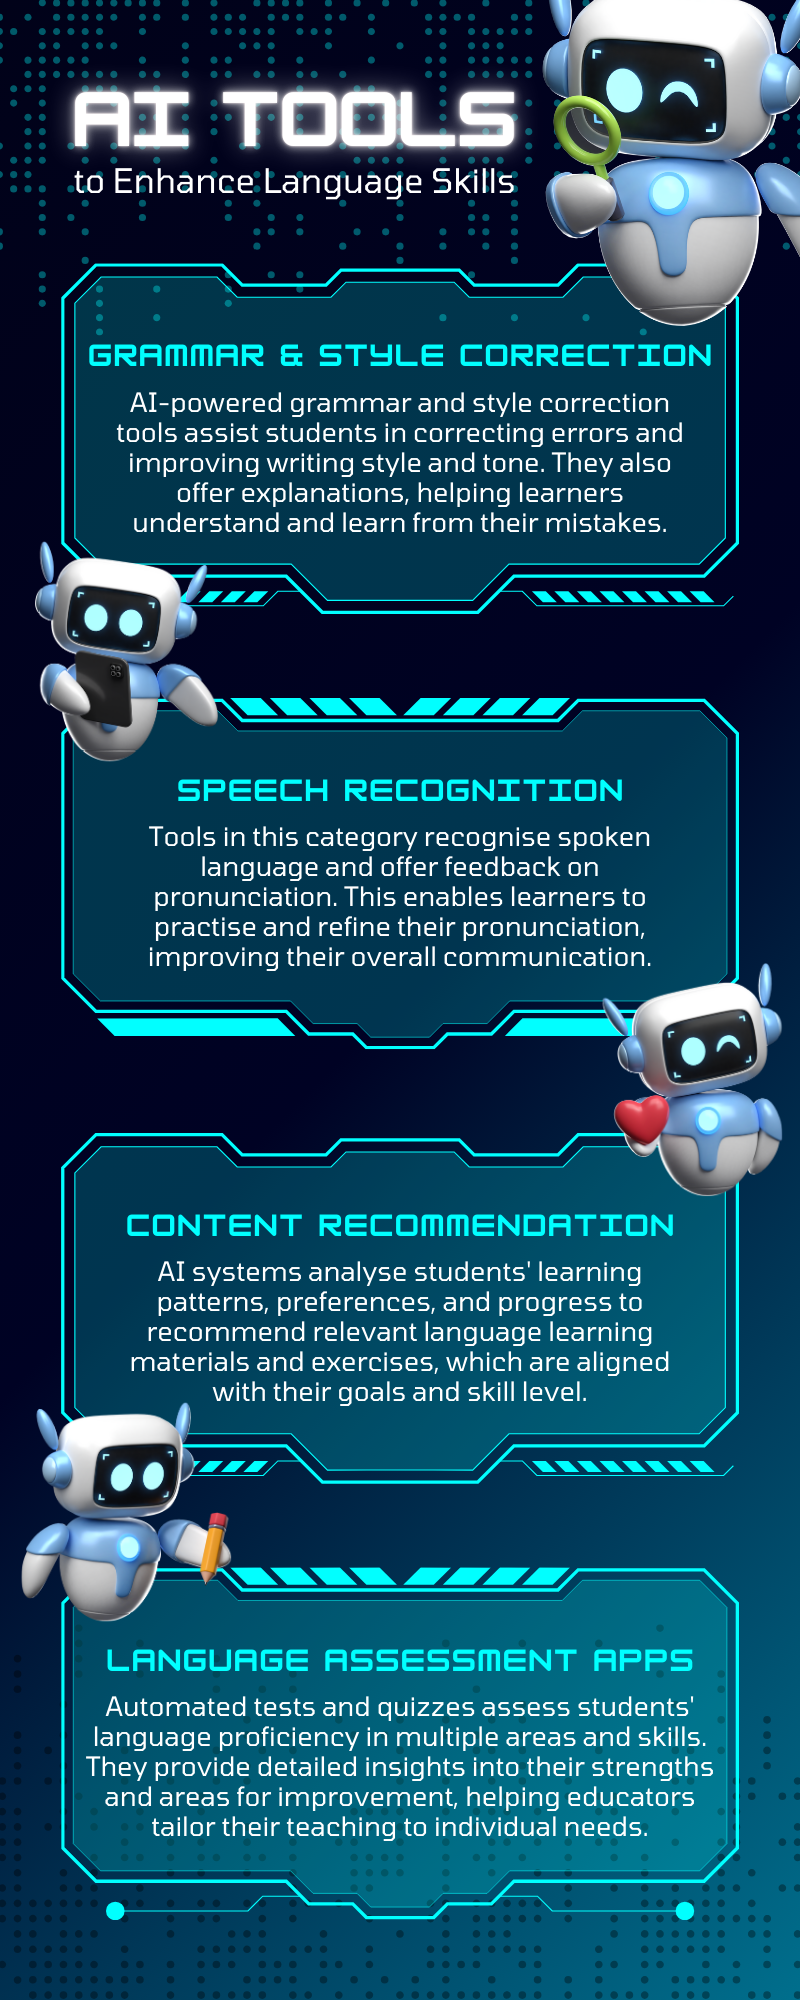 AI TOOLS
to Enhance Language Skills
GRAMMAR & STYLE CORRECTION
AI-powered grammar and style correction
tools assist students in correcting errors and
improving writing style and tone. They also
offer explanations, helping learners
understand and learn from their mistakes.
SPEECH RECOGNITION
Tools in this category recognise spoken
language and offer feedback on
pronunciation. This enables learners to
practise and refine their pronunciation,
improving their overall communication.
CONTENT RECOMMENDATION
AI systems analyse students' learning
patterns, preferences, and progress to
recommend relevant language learning
materials and exercises, which are aligned
with their goals and skill level.
LANGUAGE ASSESSMENT APPS
Automated tests and quizzes assess students'
language proficiency in multiple areas and skills.
They provide detailed insights into their strengths
and areas for improvement, helping educators
tailor their teaching to individual needs.